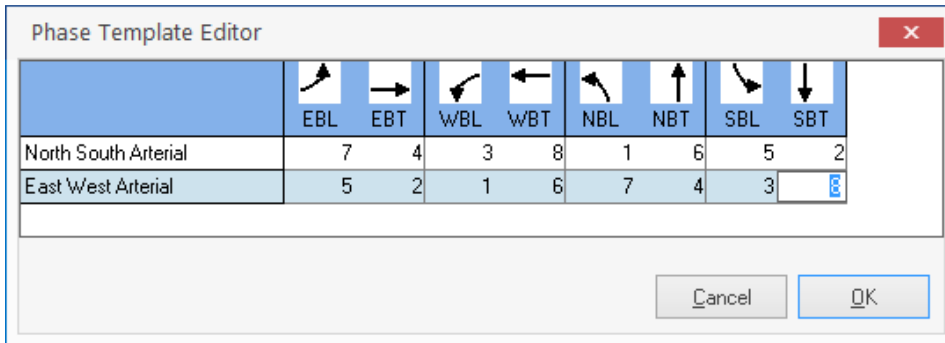 Phase Template Editor
EBL EBT WBL WBT NBL NBT SBL SBT
North South Arterial 7 4 3 8 1 6 5 2
East West Arterial 5 2 1 6 7 4 3 8
Cancel OK